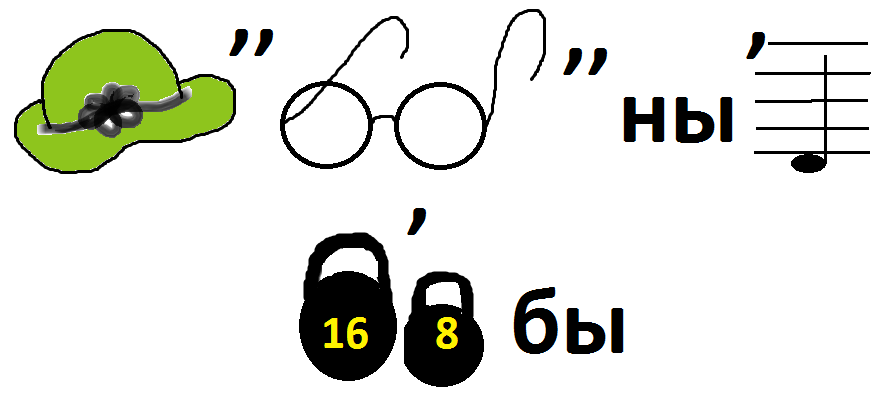 ,, ,, ны ,
,
16 8 бы